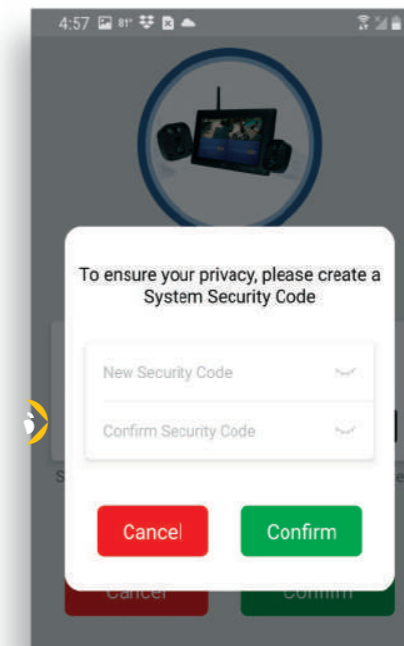 4:57 81°
To ensure your privacy, please create a
System Security Code
New Security Code
Confirm Security Code
Cancel Confirm
Cancel Confirm